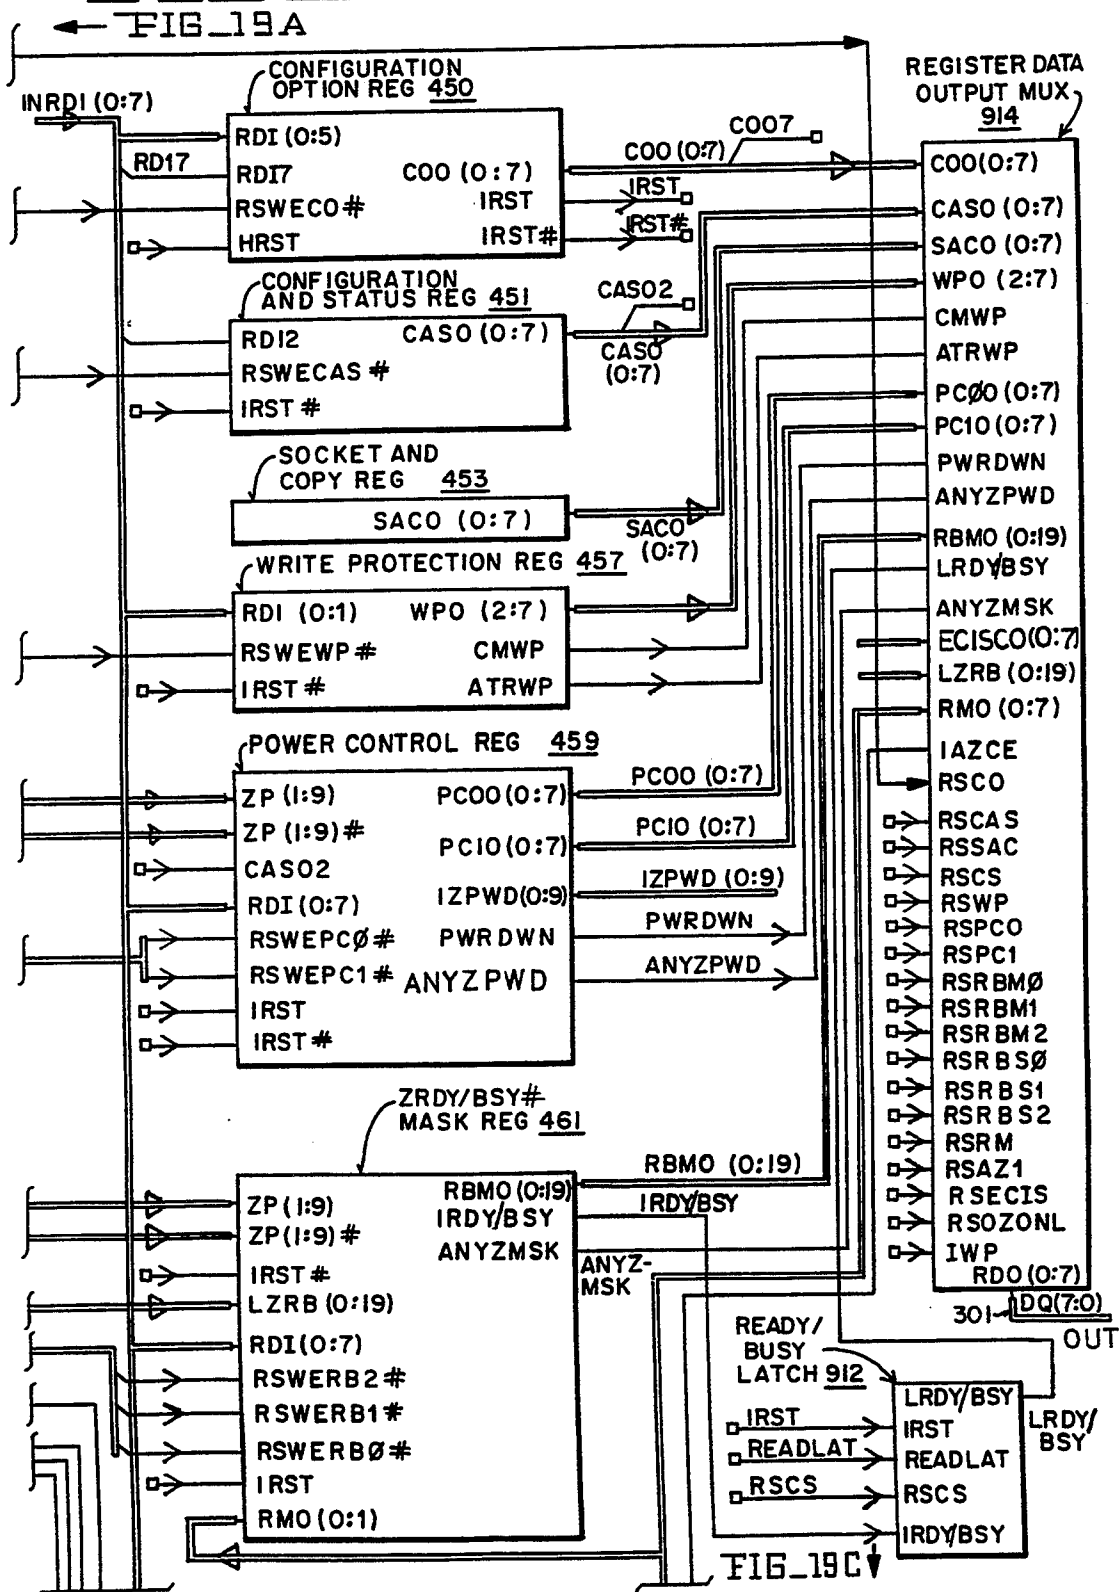 FIG_19A
CONFIGURATION
OPTION REG 450
REGISTER DATA
OUTPUT MUX
914
INRDI (0:7)
RDI (0:5)
RD17
RDI7
COO (0:7)
RSWECO#
IRST
HRST
IRST#
COO (0:7)
COO7
IRST
IRST#
CONFIGURATION
AND STATUS REG 451
RD12
CASO (0:7)
RSWECAS #
IRST #
CASO2
CASO
(0:7)
SOCKET AND
COPY REG 453
SACO (0:7)
SACO
(0:7)
WRITE PROTECTION REG 457
RDI (0:1)
WPO (2:7)
RSWEWP#
CMWP
IRST#
ATRWP
POWER CONTROL REG 459
ZP (1:9)
PCOO (0:7)
ZP (1:9)#
PCIO (0:7)
CASO2
RDI (0:7)
IZPWD(0:9)
RSWEPCØ#
PWRDWN
RSWEPC1#
ANYZPWD
IRST
IRST#
PCOO (0:7)
PCIO (0:7)
IZPWD (0:9)
PWRDWN
ANYZPWD
ZRDY/BSY#
MASK REG 461
ZP (1:9)
RBMO (0:19)
IRDY/BSY
ZP(1:9)#
ANYZMSK
IRST#
LZRB (0:19)
RDI(0:7)
RSWERB2#
RSWERB1#
RSWERBØ#
IRST
RMO (0:1)
RBMO (0:19)
IRDY/BSY
ANYZ-
MSK
COO(0:7)
CASO (0:7)
SACO (0:7)
WPO (2:7)
CMWP
ATRWP
PCØO (0:7)
PC1O (0:7)
PWRDWN
ANYZPWD
RBMO (0:19)
LRDY/BSY
ANYZMSK
ECISCO(0:7)
LZRB (0:19)
RMO (0:7)
IAZCE
RSCO
RSCAS
RSSAC
RSCS
RSWP
RSPCO
RSPC1
RSRBMØ
RSRBM1
RSRBM2
RSRBSØ
RSRBS1
RSRBS2
RSRM
RSAZ1
RSECIS
RSOZONL
IWP
RDO (0:7)
301
DQ(7:0)
OUT
READY/
BUSY
LATCH 912
LRDY/BSY
IRST
IRST
READLAT
READLAT
RSCS
RSCS
IRDY/BSY
LRDY/
BSY
FIG_19C